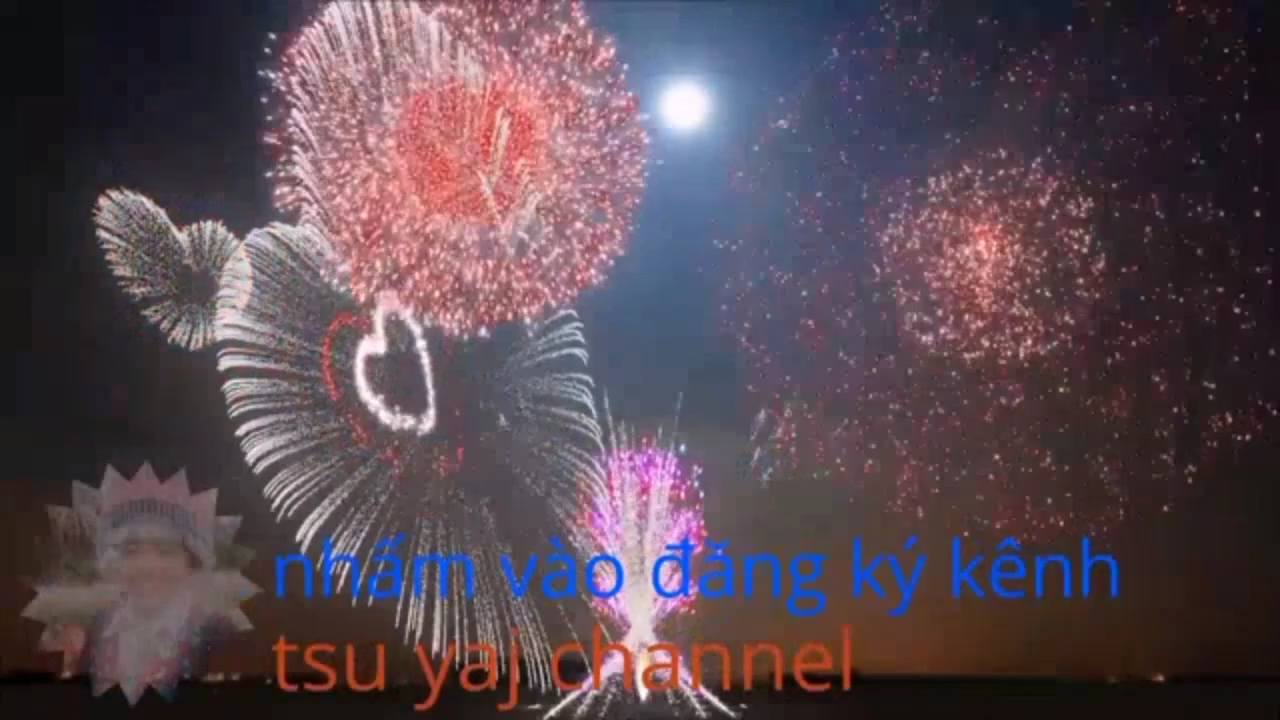 nhấm vào đăng ký kênh
tsu yaj channel